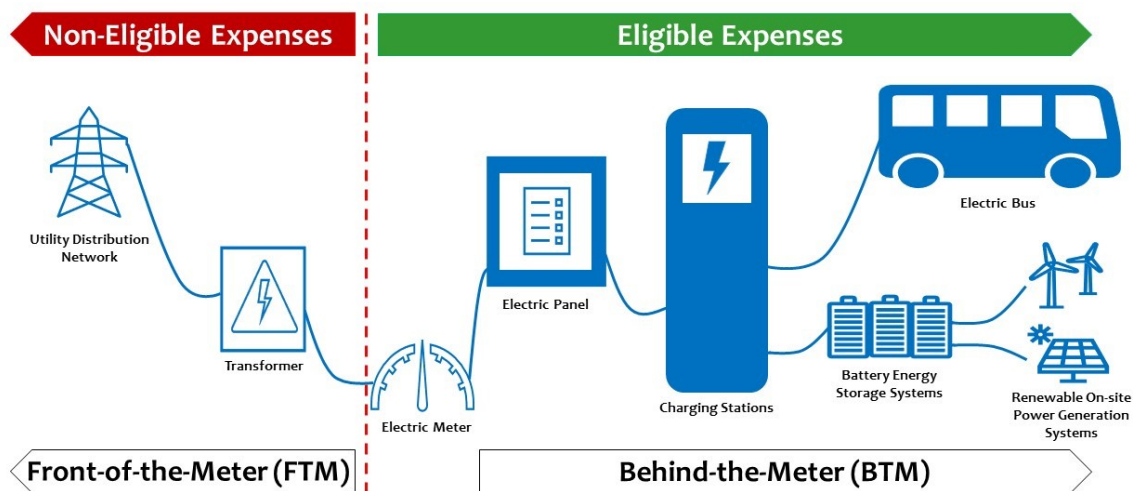 Non-Eligible Expenses
Eligible Expenses
Utility Distribution
Network
Transformer
Electric Meter
Electric Panel
Charging Stations
Electric Bus
Battery Energy
Storage Systems
Renewable On-site
Power Generation
Systems
Front-of-the-Meter (FTM)
Behind-the-Meter (BTM)